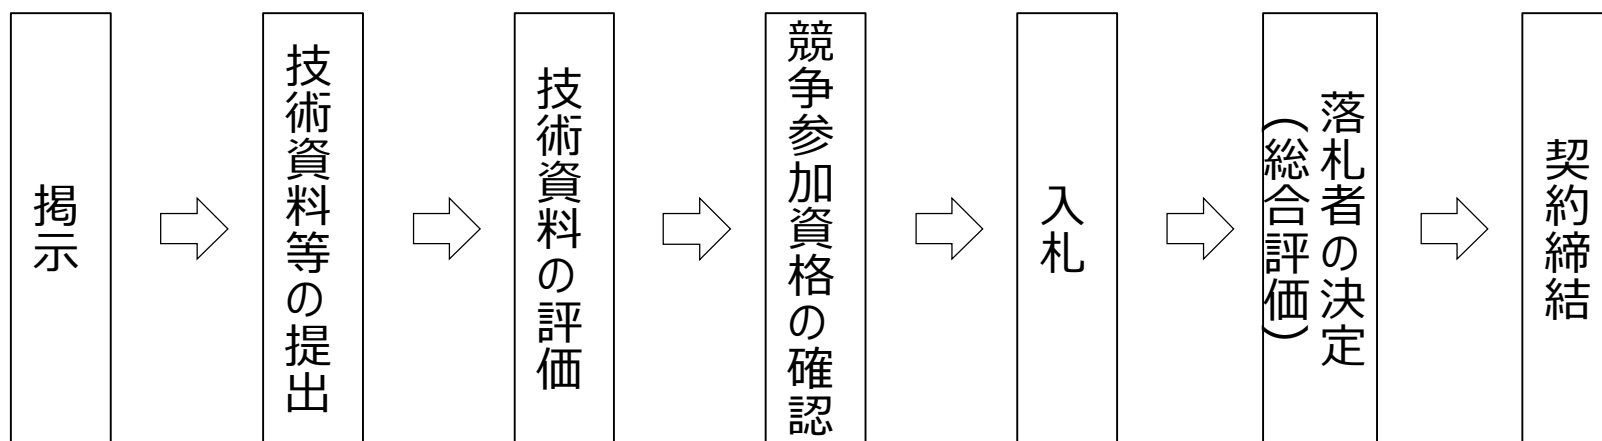 掲示
技術資料等の提出
技術資料の評価
競争参加資格の確認
入札
落札者の決定
（総合評価）
契約締結